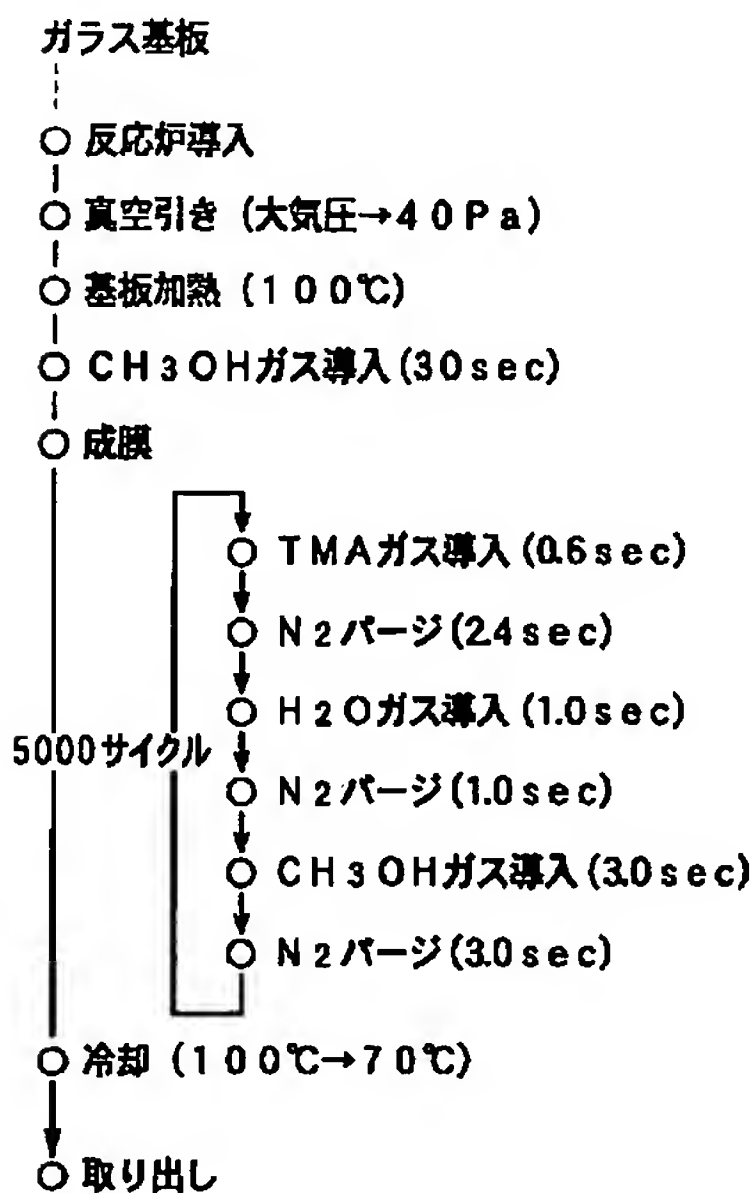 ガラス基板
反応炉導入
真空引き（大気圧→40Pa）
基板加熱（100℃）
CH3OHガス導入(30sec)
成膜
TMAガス導入(0.6sec)
N2パージ(2.4sec)
H2Oガス導入(1.0sec)
5000サイクル
N2パージ(1.0sec)
CH3OHガス導入(3.0sec)
N2パージ(3.0sec)
冷却（100℃→70℃）
取り出し